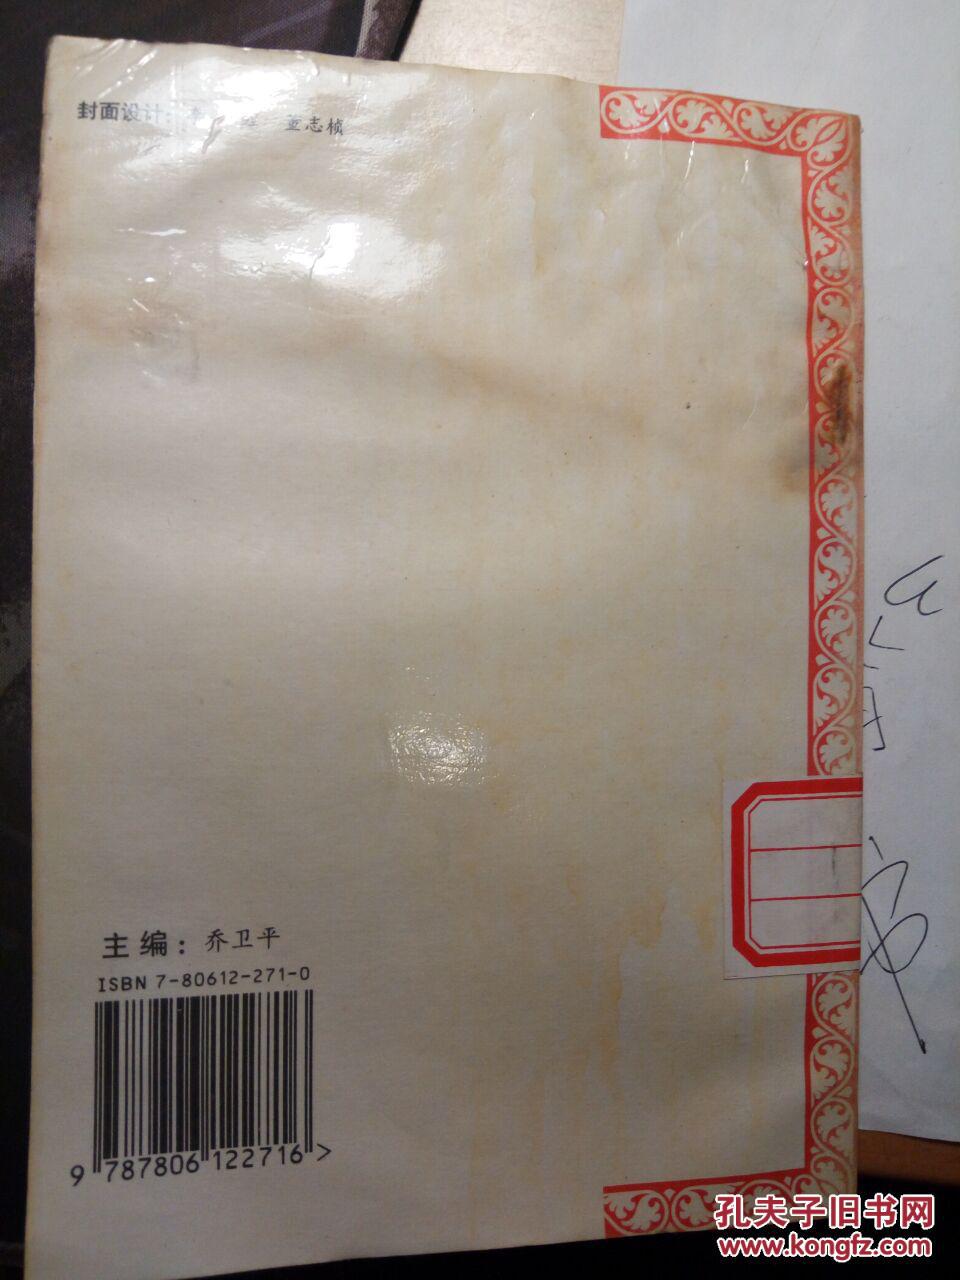 封面设计: 董志桢
主编: 乔卫平
ISBN 7-80612-271-0
9 787806 122716 >
孔夫子旧书网
www.kongfz.com